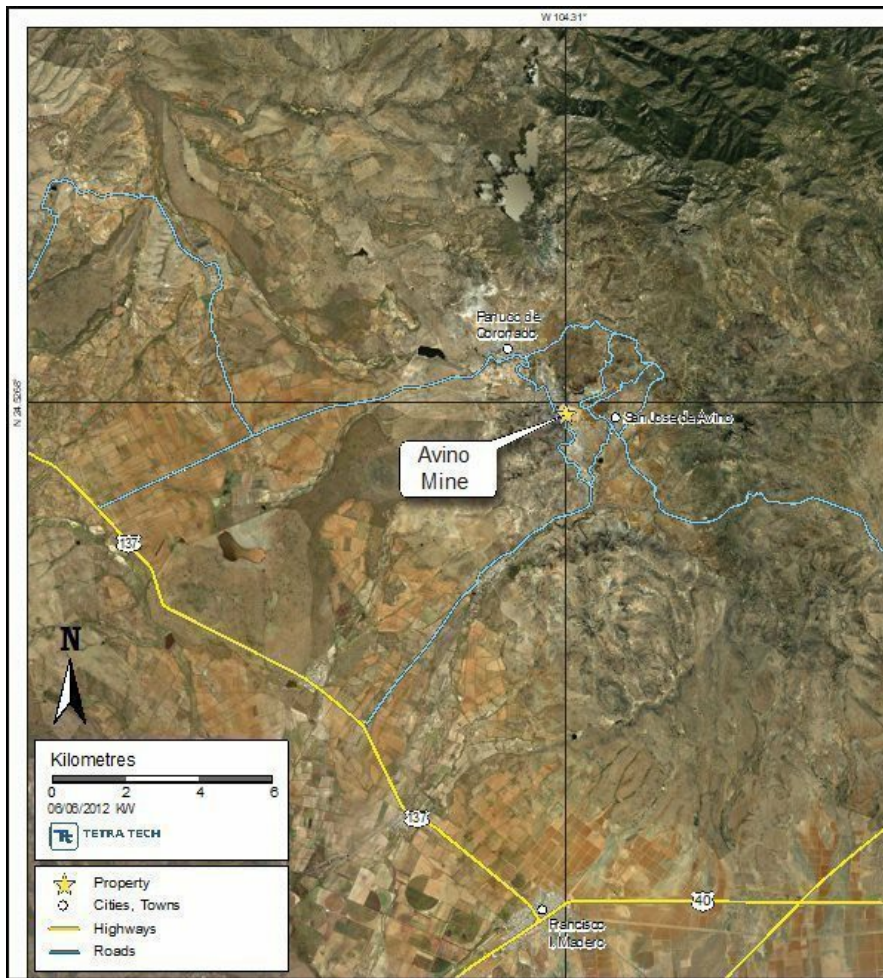 W 104.31°
N 24.5268°
Panuco de
Coronado
San Jose de Avino
Avino
Mine
137
N
Kilometres
0 2 4 6
06/06/2012 KW
Tt TETRA TECH
137
40
Property
Cities, Towns
Highways
Roads
Francisco
I. Madero